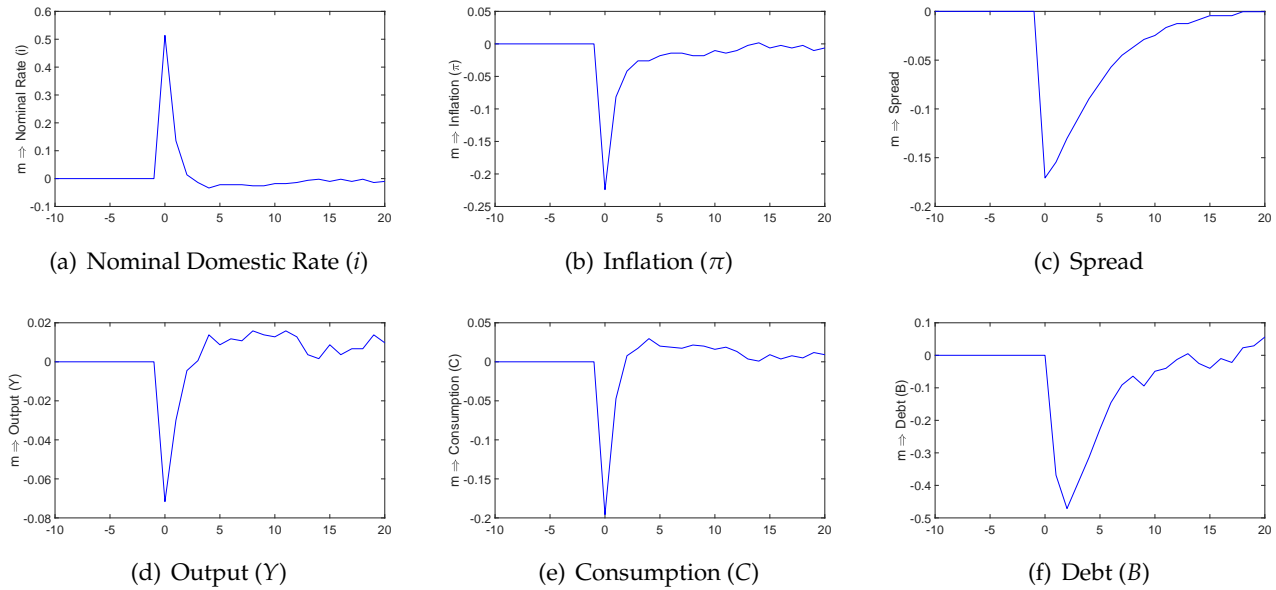 m ⇒ Nominal Rate (i)
0.6
0.5
0.4
0.3
0.2
0.1
0
-0.1
-10 -5 0 5 10 15 20
(a) Nominal Domestic Rate (i)
m ⇒ Inflation (π)
0.05
0
-0.05
-0.1
-0.15
-0.2
-0.25
-10 -5 0 5 10 15 20
(b) Inflation (π)
m ⇒ Spread
0
-0.05
-0.1
-0.15
-0.2
-10 -5 0 5 10 15 20
(c) Spread
m ⇒ Output (Y)
0.02
0
-0.02
-0.04
-0.06
-0.08
-10 -5 0 5 10 15 20
(d) Output (Y)
m ⇒ Consumption (C)
0.05
0
-0.05
-0.1
-0.15
-0.2
-10 -5 0 5 10 15 20
(e) Consumption (C)
m ⇒ Debt (B)
0.1
0
-0.1
-0.2
-0.3
-0.4
-0.5
-10 -5 0 5 10 15 20
(f) Debt (B)